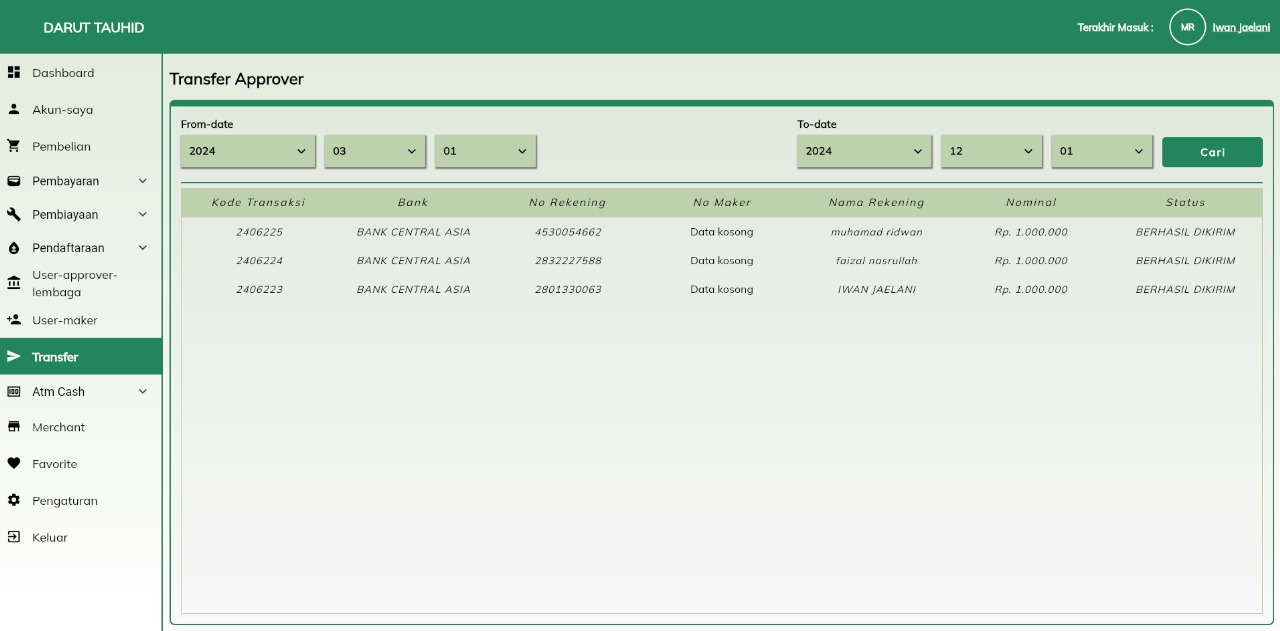 DARUT TAUHID
Terakhir Masuk :
MR
Iwan Jaelani
Dashboard
Akun-saya
Pembelian
Pembayaran
Pembiayaan
Pendaftaraan
User-approver-
lembaga
User-maker
Transfer
Atm Cash
Merchant
Favorite
Pengaturan
Keluar
Transfer Approver
From-date
To-date
2024 03 01 2024 12 01 Cari
Kode Transaksi Bank No Rekening No Maker Nama Rekening Nominal Status
2406225 BANK CENTRAL ASIA 4530054662 Data kosong muhamad ridwan Rp. 1.000.000 BERHASIL DIKIRIM
2406224 BANK CENTRAL ASIA 2832227588 Data kosong faizal nasrullah Rp. 1.000.000 BERHASIL DIKIRIM
2406223 BANK CENTRAL ASIA 2801330063 Data kosong IWAN JAELANI Rp. 1.000.000 BERHASIL DIKIRIM